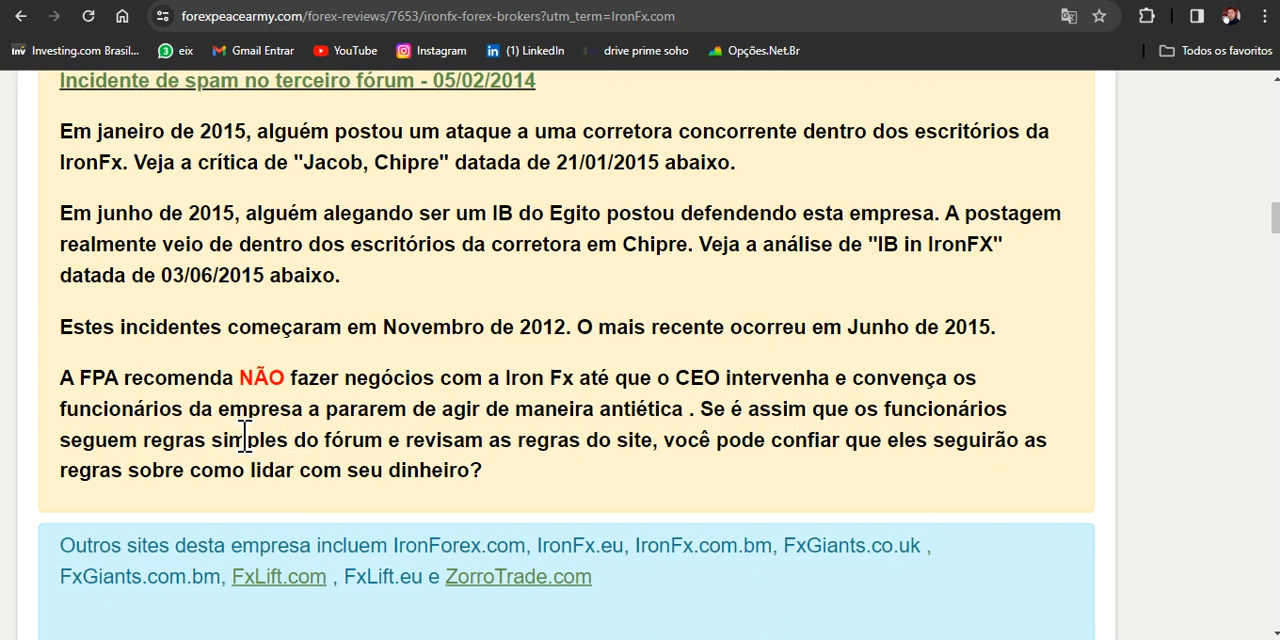 forexpeacearmy.com/forex-reviews/7653/ironfx-forex-brokers?utm_term=IronFx.com
Investing.com Brasil... 3 eix Gmail Entrar YouTube Instagram (1) LinkedIn drive prime soho Opções.Net.Br Todos os favoritos
Incidente de spam no terceiro fórum - 05/02/2014
Em janeiro de 2015, alguém postou um ataque a uma corretora concorrente dentro dos escritórios da
IronFx. Veja a crítica de "Jacob, Chipre" datada de 21/01/2015 abaixo.
Em junho de 2015, alguém alegando ser um IB do Egito postou defendendo esta empresa. A postagem
realmente veio de dentro dos escritórios da corretora em Chipre. Veja a análise de "IB in IronFX"
datada de 03/06/2015 abaixo.
Estes incidentes começaram em Novembro de 2012. O mais recente ocorreu em Junho de 2015.
A FPA recomenda NÃO fazer negócios com a Iron Fx até que o CEO intervenha e convença os
funcionários da empresa a pararem de agir de maneira antiética . Se é assim que os funcionários
seguem regras simples do fórum e revisam as regras do site, você pode confiar que eles seguirão as
regras sobre como lidar com seu dinheiro?
Outros sites desta empresa incluem IronForex.com, IronFx.eu, IronFx.com.bm, FxGiants.co.uk ,
FxGiants.com.bm, FxLift.com , FxLift.eu e ZorroTrade.com